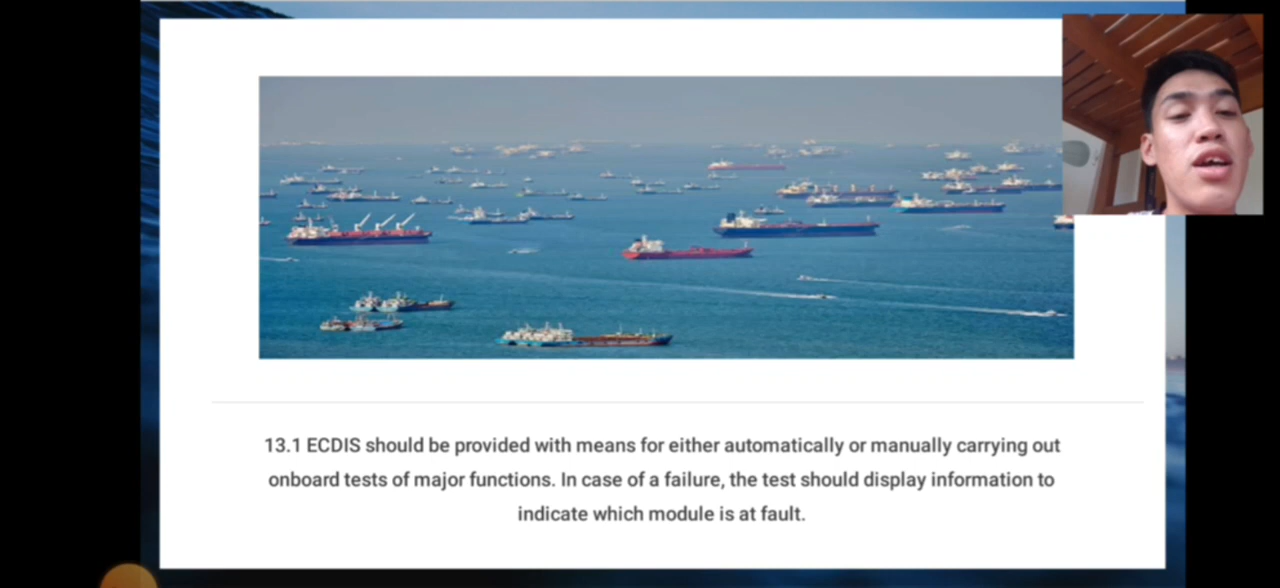 13.1 ECDIS should be provided with means for either automatically or manually carrying out
onboard tests of major functions. In case of a failure, the test should display information to
indicate which module is at fault.